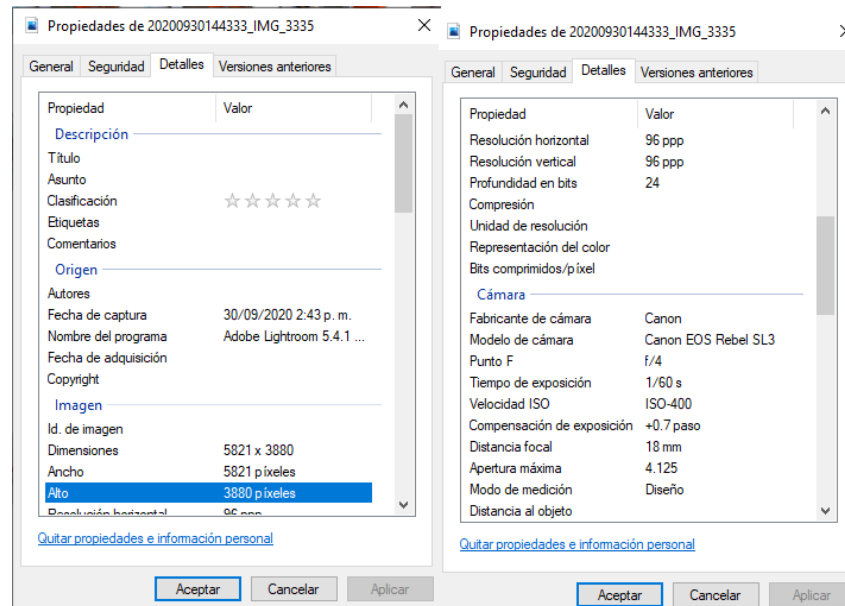 Propiedades de 20200930144333_IMG_3335
General Seguridad Detalles Versiones anteriores
Propiedad Valor
Descripción
Título
Asunto
Clasificación
Etiquetas
Comentarios
Origen
Autores
Fecha de captura 30/09/2020 2:43 p. m.
Nombre del programa Adobe Lightroom 5.4.1 ...
Fecha de adquisición
Copyright
Imagen
Id. de imagen
Dimensiones 5821 x 3880
Ancho 5821 píxeles
Alto 3880 píxeles
Resolución horizontal 96 ppp
Quitar propiedades e información personal
Aceptar Cancelar Aplicar
Propiedades de 20200930144333_IMG_3335
General Seguridad Detalles Versiones anteriores
Propiedad Valor
Resolución horizontal 96 ppp
Resolución vertical 96 ppp
Profundidad en bits 24
Compresión
Unidad de resolución
Representación del color
Bits comprimidos/píxel
Cámara
Fabricante de cámara Canon
Modelo de cámara Canon EOS Rebel SL3
Punto F f/4
Tiempo de exposición 1/60 s
Velocidad ISO ISO-400
Compensación de exposición +0.7 paso
Distancia focal 18 mm
Apertura máxima 4.125
Modo de medición Diseño
Distancia al objeto
Quitar propiedades e información personal
Aceptar Cancelar Aplicar